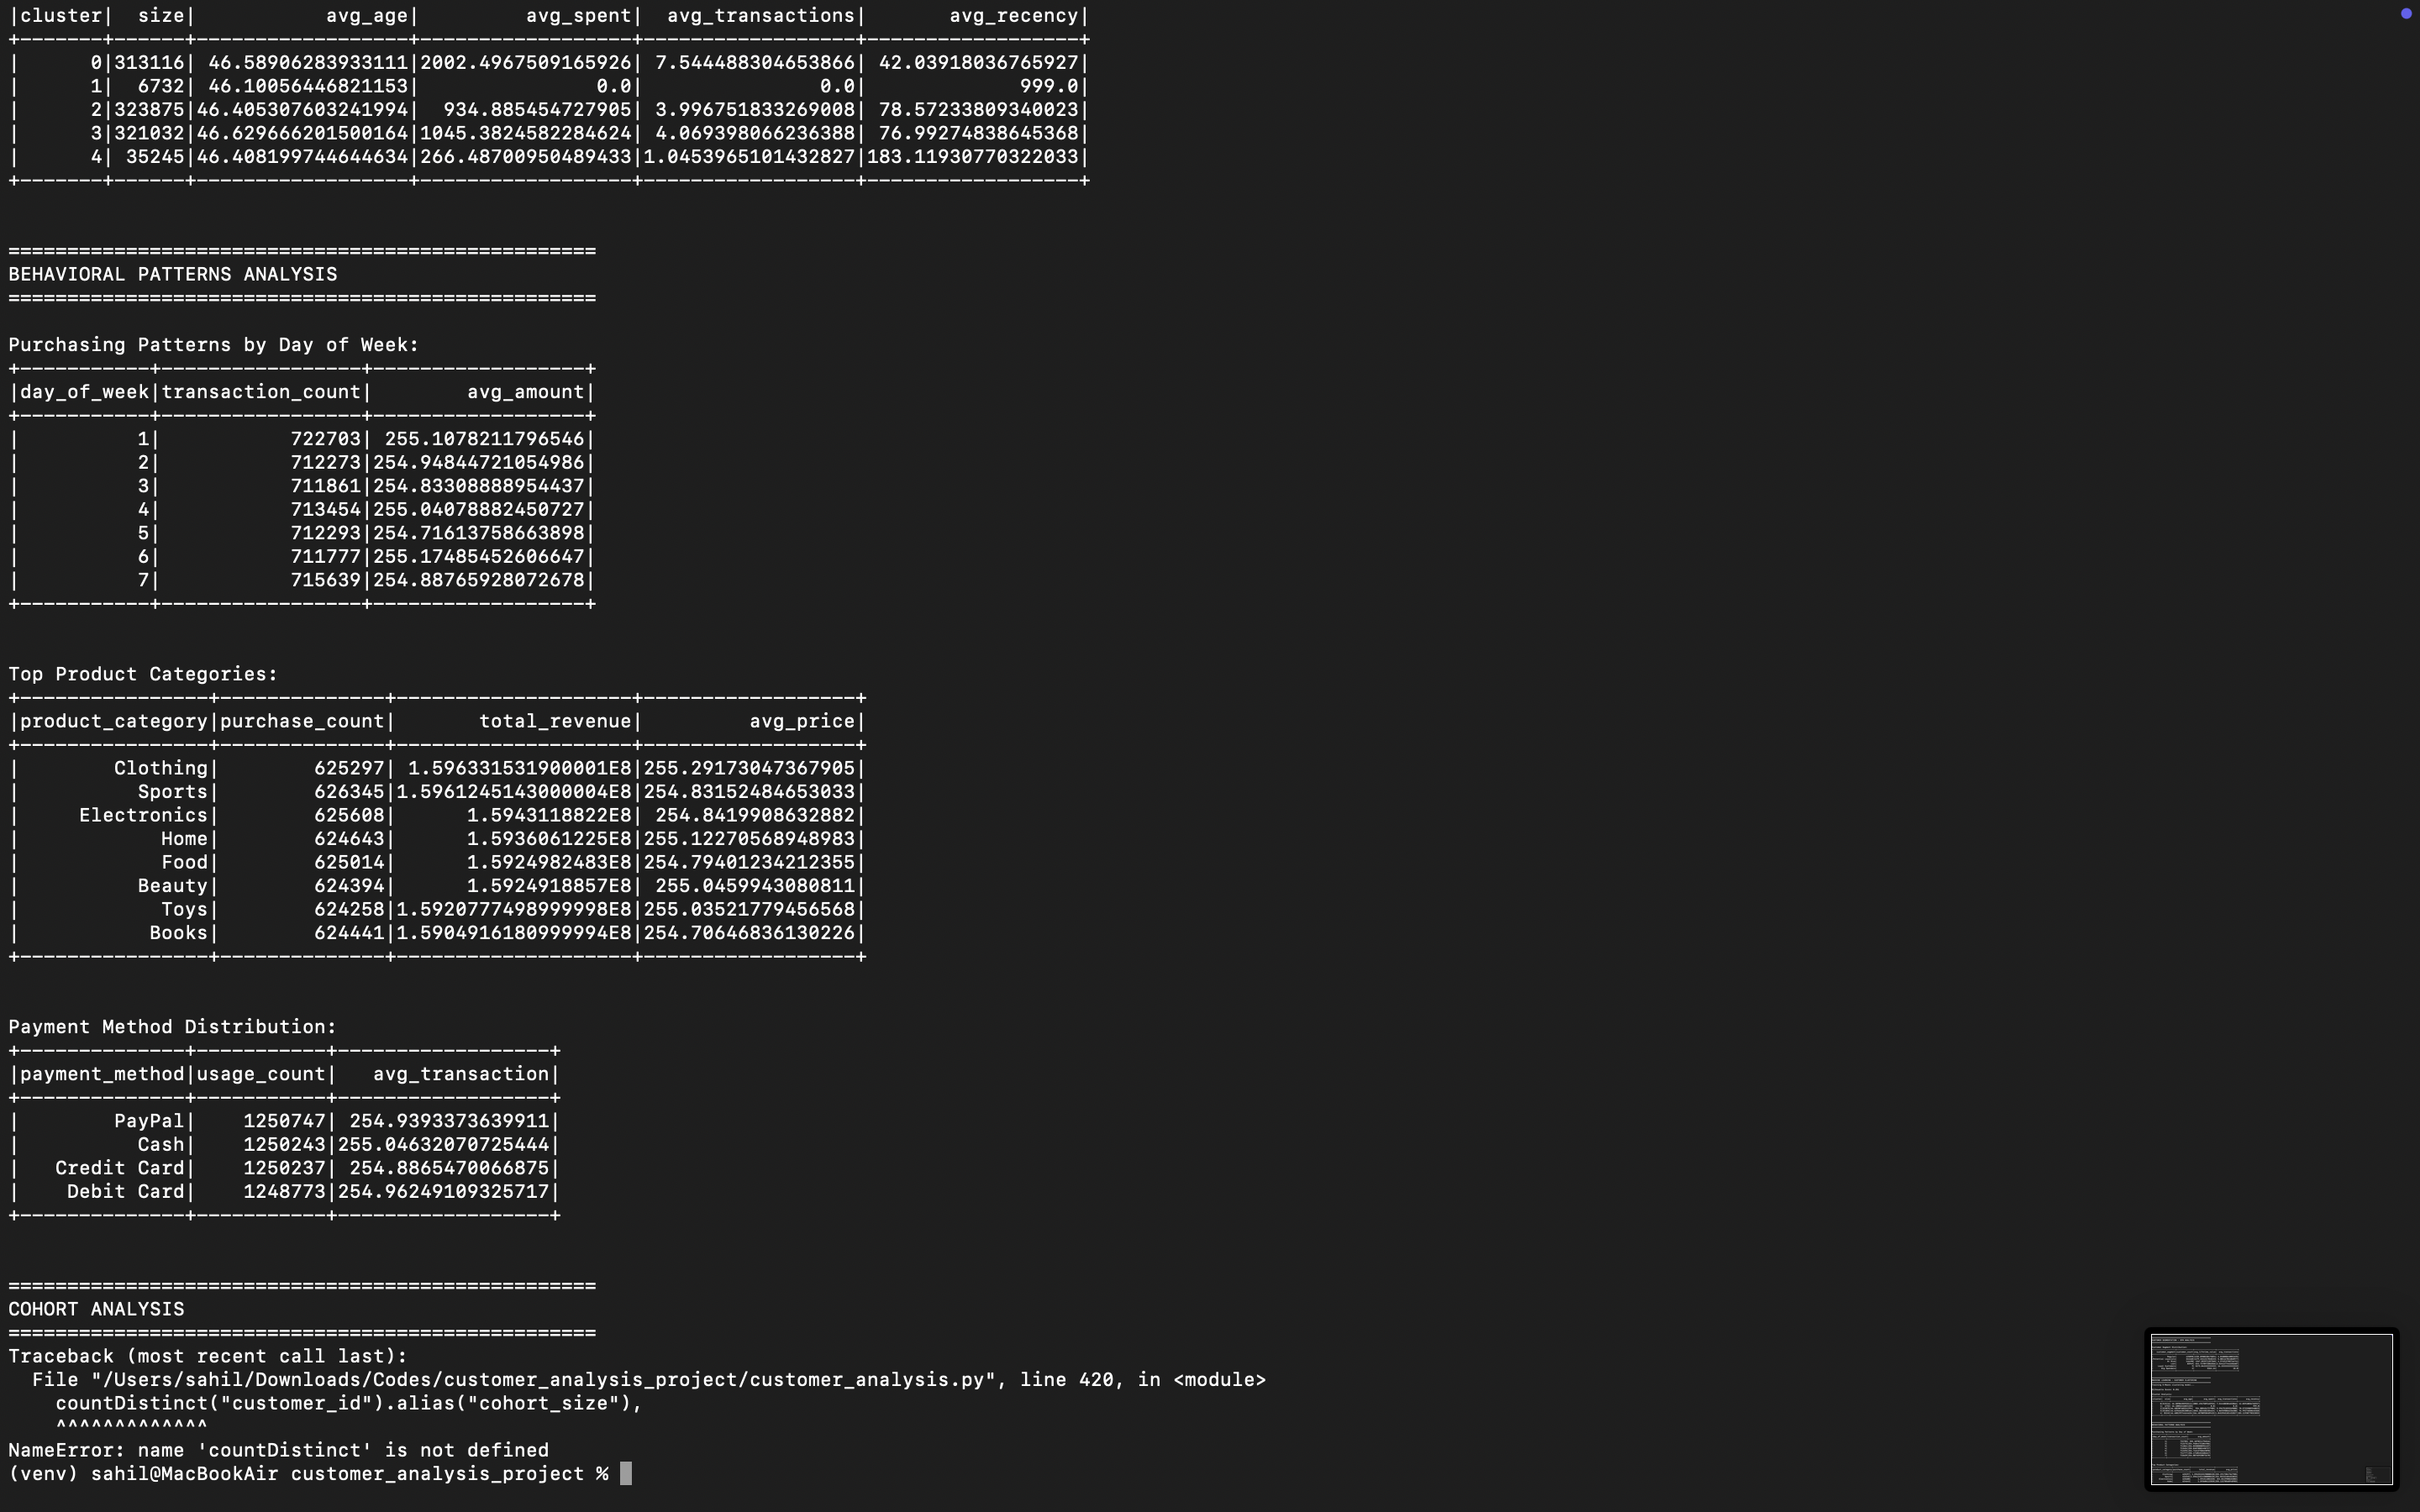 |cluster|  size|           avg_age|         avg_spent|  avg_transactions|       avg_recency|
+-------+------+------------------+------------------+------------------+------------------+
|      0|313116| 46.58906283933111|2002.4967509165926| 7.544488304653866| 42.03918036765927|
|      1|  6732| 46.10056446821153|               0.0|               0.0|             999.0|
|      2|323875|46.405307603241994|  934.885454727905| 3.996751833269008| 78.57233809340023|
|      3|321032|46.629666201500164|1045.3824582284624| 4.069398066236388| 76.99274838645368|
|      4| 35245|46.408199744644634|266.48700950489433|1.0453965101432827|183.11930770322033|
+-------+------+------------------+------------------+------------------+------------------+
==================================================
BEHAVIORAL PATTERNS ANALYSIS
==================================================
Purchasing Patterns by Day of Week:
+-----------+-----------------+------------------+
|day_of_week|transaction_count|        avg_amount|
+-----------+-----------------+------------------+
|          1|           722703| 255.1078211796546|
|          2|           712273|254.94844721054986|
|          3|           711861|254.83308888954437|
|          4|           713454|255.04078882450727|
|          5|           712293|254.71613758663898|
|          6|           711777|255.17485452606647|
|          7|           715639|254.88765928072678|
+-----------+-----------------+------------------+
Top Product Categories:
+----------------+--------------+--------------------+------------------+
|product_category|purchase_count|       total_revenue|         avg_price|
+----------------+--------------+--------------------+------------------+
|        Clothing|        625297| 1.596331531900001E8|255.29173047367905|
|          Sports|        626345|1.5961245143000004E8|254.83152484653033|
|     Electronics|        625608|      1.5943118822E8| 254.8419908632882|
|            Home|        624643|      1.5936061225E8|255.12270568948983|
|            Food|        625014|      1.5924982483E8|254.79401234212355|
|          Beauty|        624394|      1.5924918857E8| 255.0459943080811|
|            Toys|        624258|1.5920777498999998E8|255.03521779456568|
|           Books|        624441|1.5904916180999994E8|254.70646836130226|
+----------------+--------------+--------------------+------------------+
Payment Method Distribution:
+--------------+-----------+------------------+
|payment_method|usage_count|   avg_transaction|
+--------------+-----------+------------------+
|        PayPal|    1250747| 254.9393373639911|
|          Cash|    1250243|255.04632070725444|
|   Credit Card|    1250237| 254.8865470066875|
|    Debit Card|    1248773|254.96249109325717|
+--------------+-----------+------------------+
==================================================
COHORT ANALYSIS
==================================================
Traceback (most recent call last):
  File "/Users/sahil/Downloads/Codes/customer_analysis_project/customer_analysis.py", line 420, in <module>
    countDistinct("customer_id").alias("cohort_size"),
    ^^^^^^^^^^^^^
NameError: name 'countDistinct' is not defined
(venv) sahil@MacBookAir customer_analysis_project %